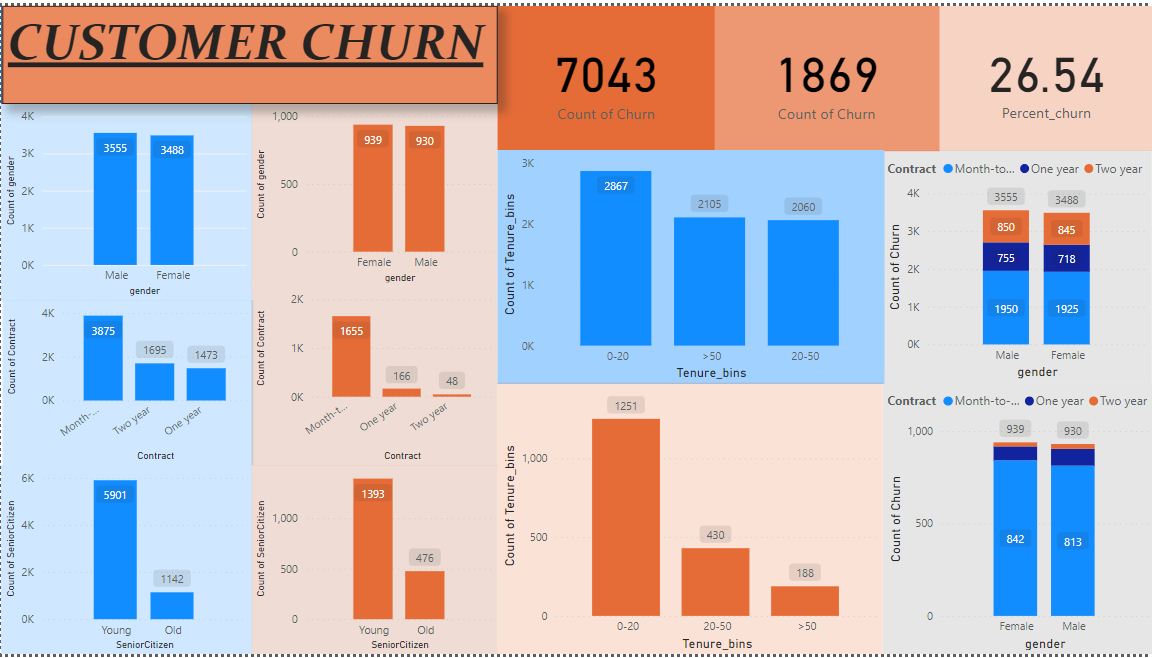 CUSTOMER CHURN
7043
Count of Churn
1869
Count of Churn
26.54
Percent_churn
Count of gender
4K
3K
2K
1K
0K
3555
3488
Male
Female
gender
Count of gender
1,000
500
0
939
930
Female
Male
gender
Count of Tenure_bins
3K
2K
1K
0K
2867
2105
2060
0-20
>50
20-50
Tenure_bins
Contract
Month-to...
One year
Two year
Count of Churn
4K
3K
2K
1K
0K
3555
3488
850
845
755
718
1950
1925
Male
Female
gender
Count of Contract
4K
2K
0K
3875
1695
1473
Month-...
Two year
One year
Contract
Count of Contract
2K
1K
0K
1655
166
48
Month-t...
One year
Two year
Contract
Count of SeniorCitizen
6K
4K
2K
0K
5901
1142
Young
Old
SeniorCitizen
Count of SeniorCitizen
1,000
500
0
1393
476
Young
Old
SeniorCitizen
Count of Tenure_bins
1,000
500
0
1251
430
188
0-20
20-50
>50
Tenure_bins
Contract
Month-to-...
One year
Two year
Count of Churn
1,000
500
0
939
930
842
813
Female
Male
gender